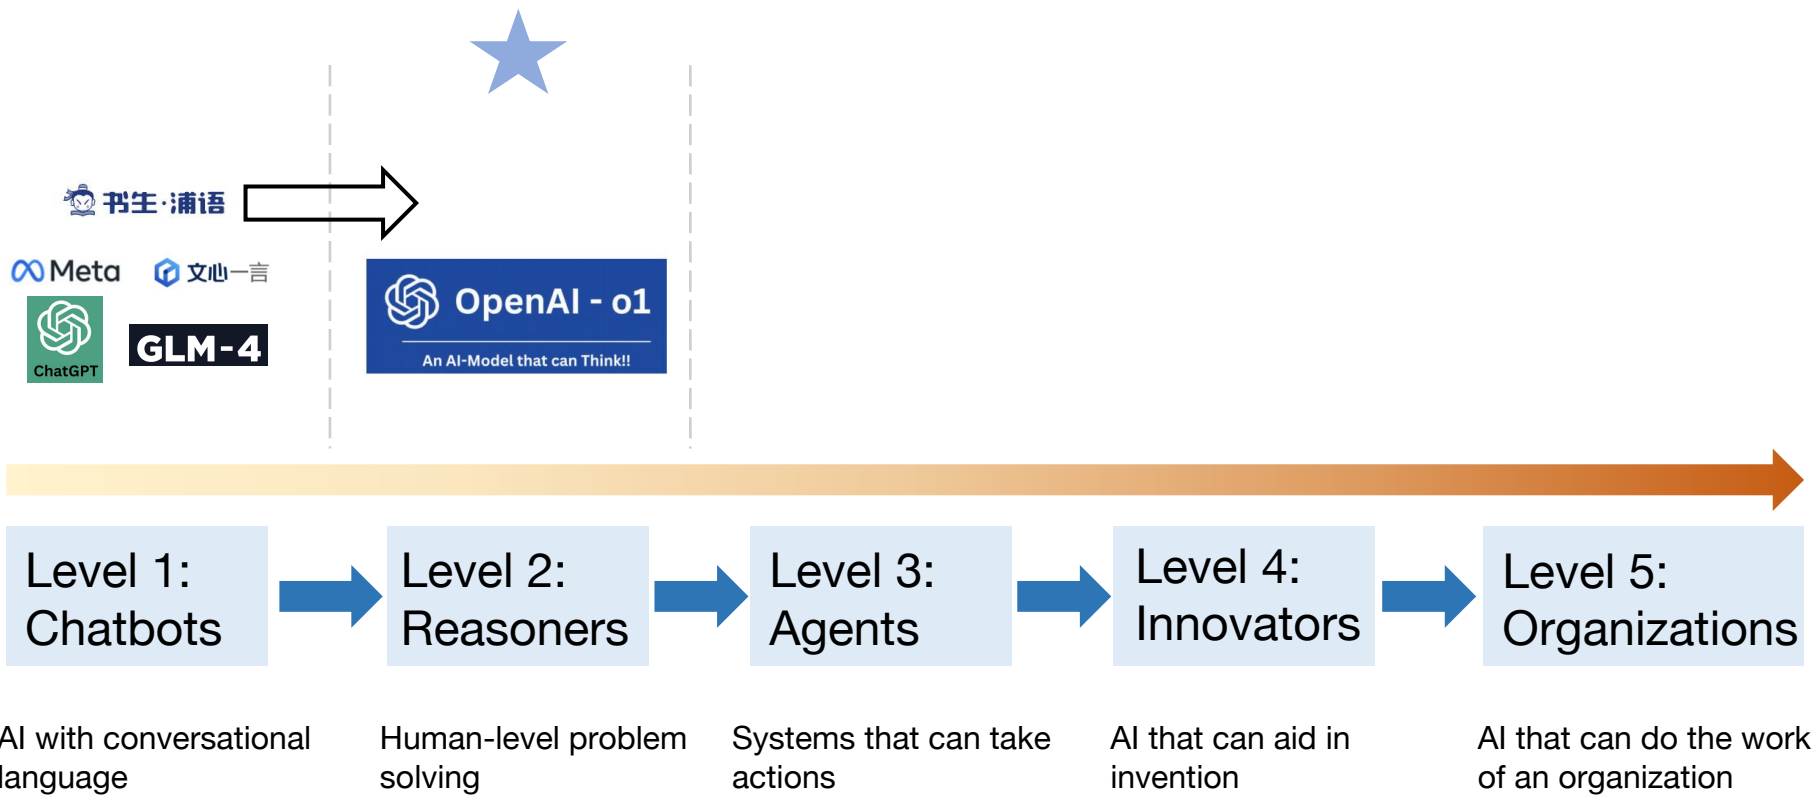 书生·浦语
Meta
文心一言
ChatGPT
GLM-4
OpenAI - o1
An AI-Model that can Think!!
Level 1:
Chatbots
Level 2:
Reasoners
Level 3:
Agents
Level 4:
Innovators
Level 5:
Organizations
AI with conversational
language
Human-level problem
solving
Systems that can take
actions
AI that can aid in
invention
AI that can do the work
of an organization